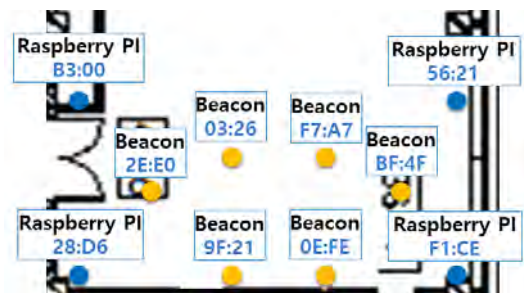 Raspberry PI
B3:00
Raspberry PI
56:21
Beacon
03:26
Beacon
F7:A7
Beacon
2E:E0
Beacon
BF:4F
Raspberry PI
28:D6
Beacon
9F:21
Beacon
0E:FE
Raspberry PI
F1:CE